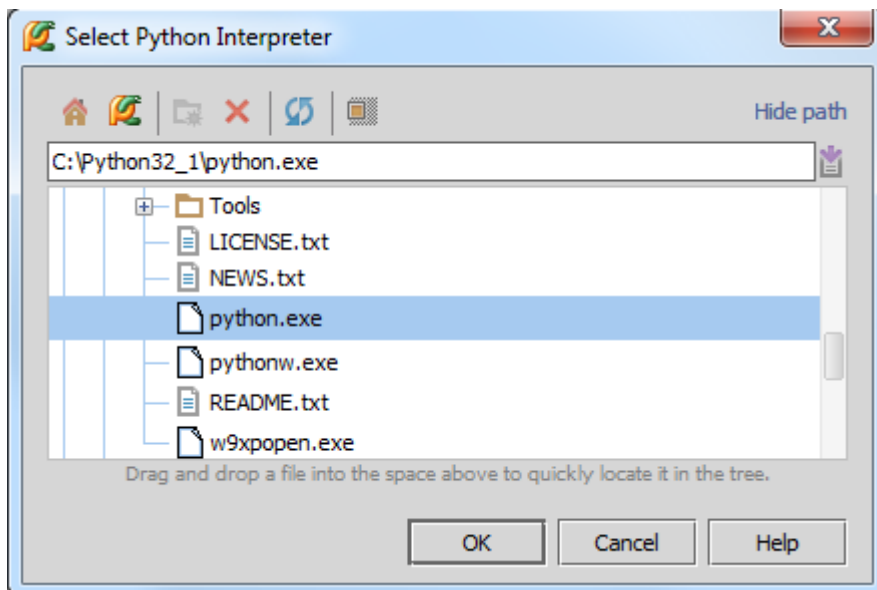 Select Python Interpreter
Hide path
C:\Python32_1\python.exe
Tools
LICENSE.txt
NEWS.txt
python.exe
pythonw.exe
README.txt
w9xpopen.exe
Drag and drop a file into the space above to quickly locate it in the tree.
OK Cancel Help